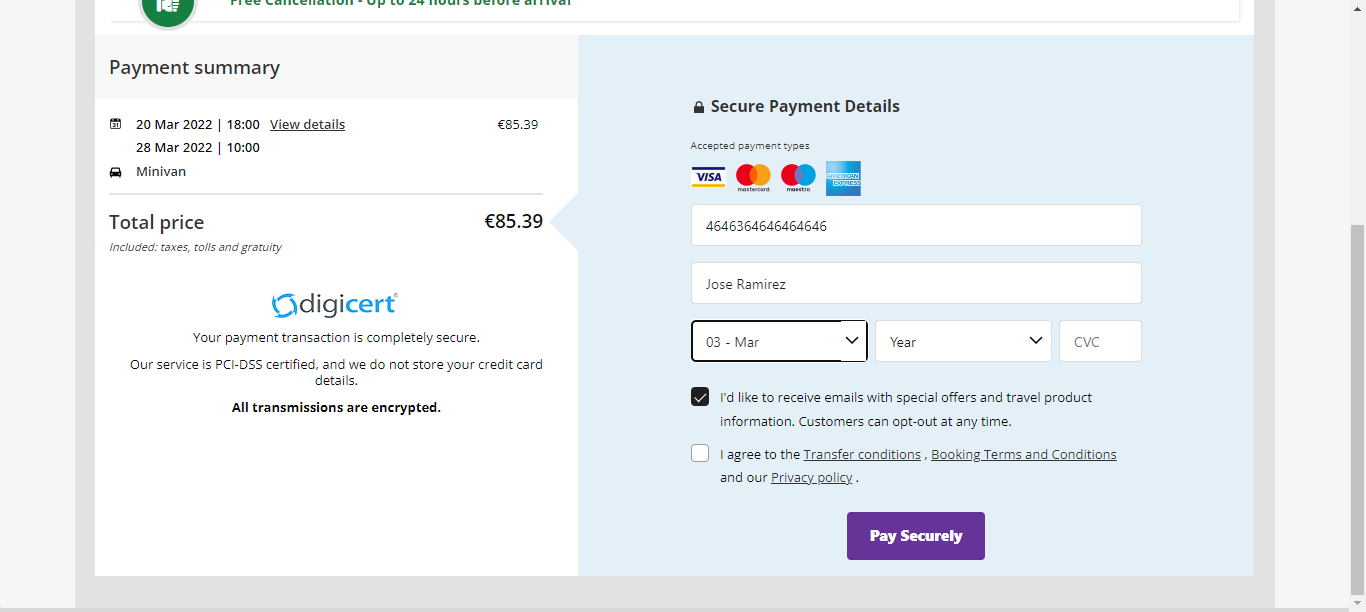 Free Cancellation - Up to 24 hours before arrival
Payment summary
20 Mar 2022 | 18:00 View details €85.39
28 Mar 2022 | 10:00
Minivan
Total price €85.39
Included: taxes, tolls and gratuity
digicert®
Your payment transaction is completely secure.
Our service is PCI-DSS certified, and we do not store your credit card
details.
All transmissions are encrypted.
Secure Payment Details
Accepted payment types
VISA mastercard maestro AMERICAN EXPRESS
4646364646464646
Jose Ramirez
03 - Mar Year CVC
I'd like to receive emails with special offers and travel product
information. Customers can opt-out at any time.
I agree to the Transfer conditions , Booking Terms and Conditions
and our Privacy policy .
Pay Securely